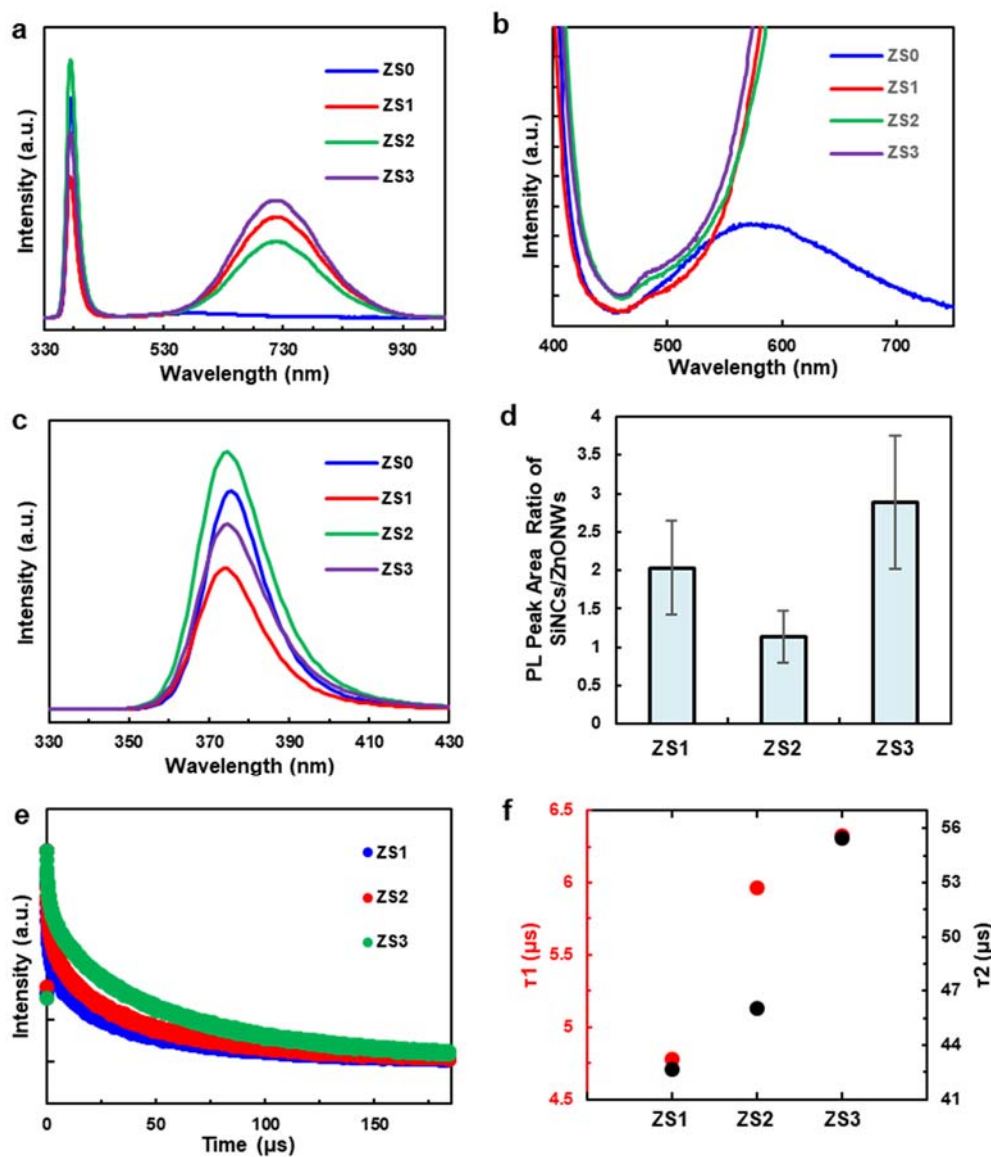 a
Intensity (a.u.)
ZS0
ZS1
ZS2
ZS3
330 530 730 930
Wavelength (nm)
b
Intensity (a.u.)
ZS0
ZS1
ZS2
ZS3
400 500 600 700
Wavelength (nm)
c
Intensity (a.u.)
ZS0
ZS1
ZS2
ZS3
330 350 370 390 410 430
Wavelength (nm)
d
PL Peak Area Ratio of
SiNCs/ZnONWs
4
3.5
3
2.5
2
1.5
1
0.5
0
ZS1 ZS2 ZS3
e
Intensity (a.u.)
ZS1
ZS2
ZS3
0 50 100 150
Time (µs)
f
τ1 (µs)
6.5
6
5.5
5
4.5
56
53
50
47
44
41
τ2 (µs)
ZS1 ZS2 ZS3